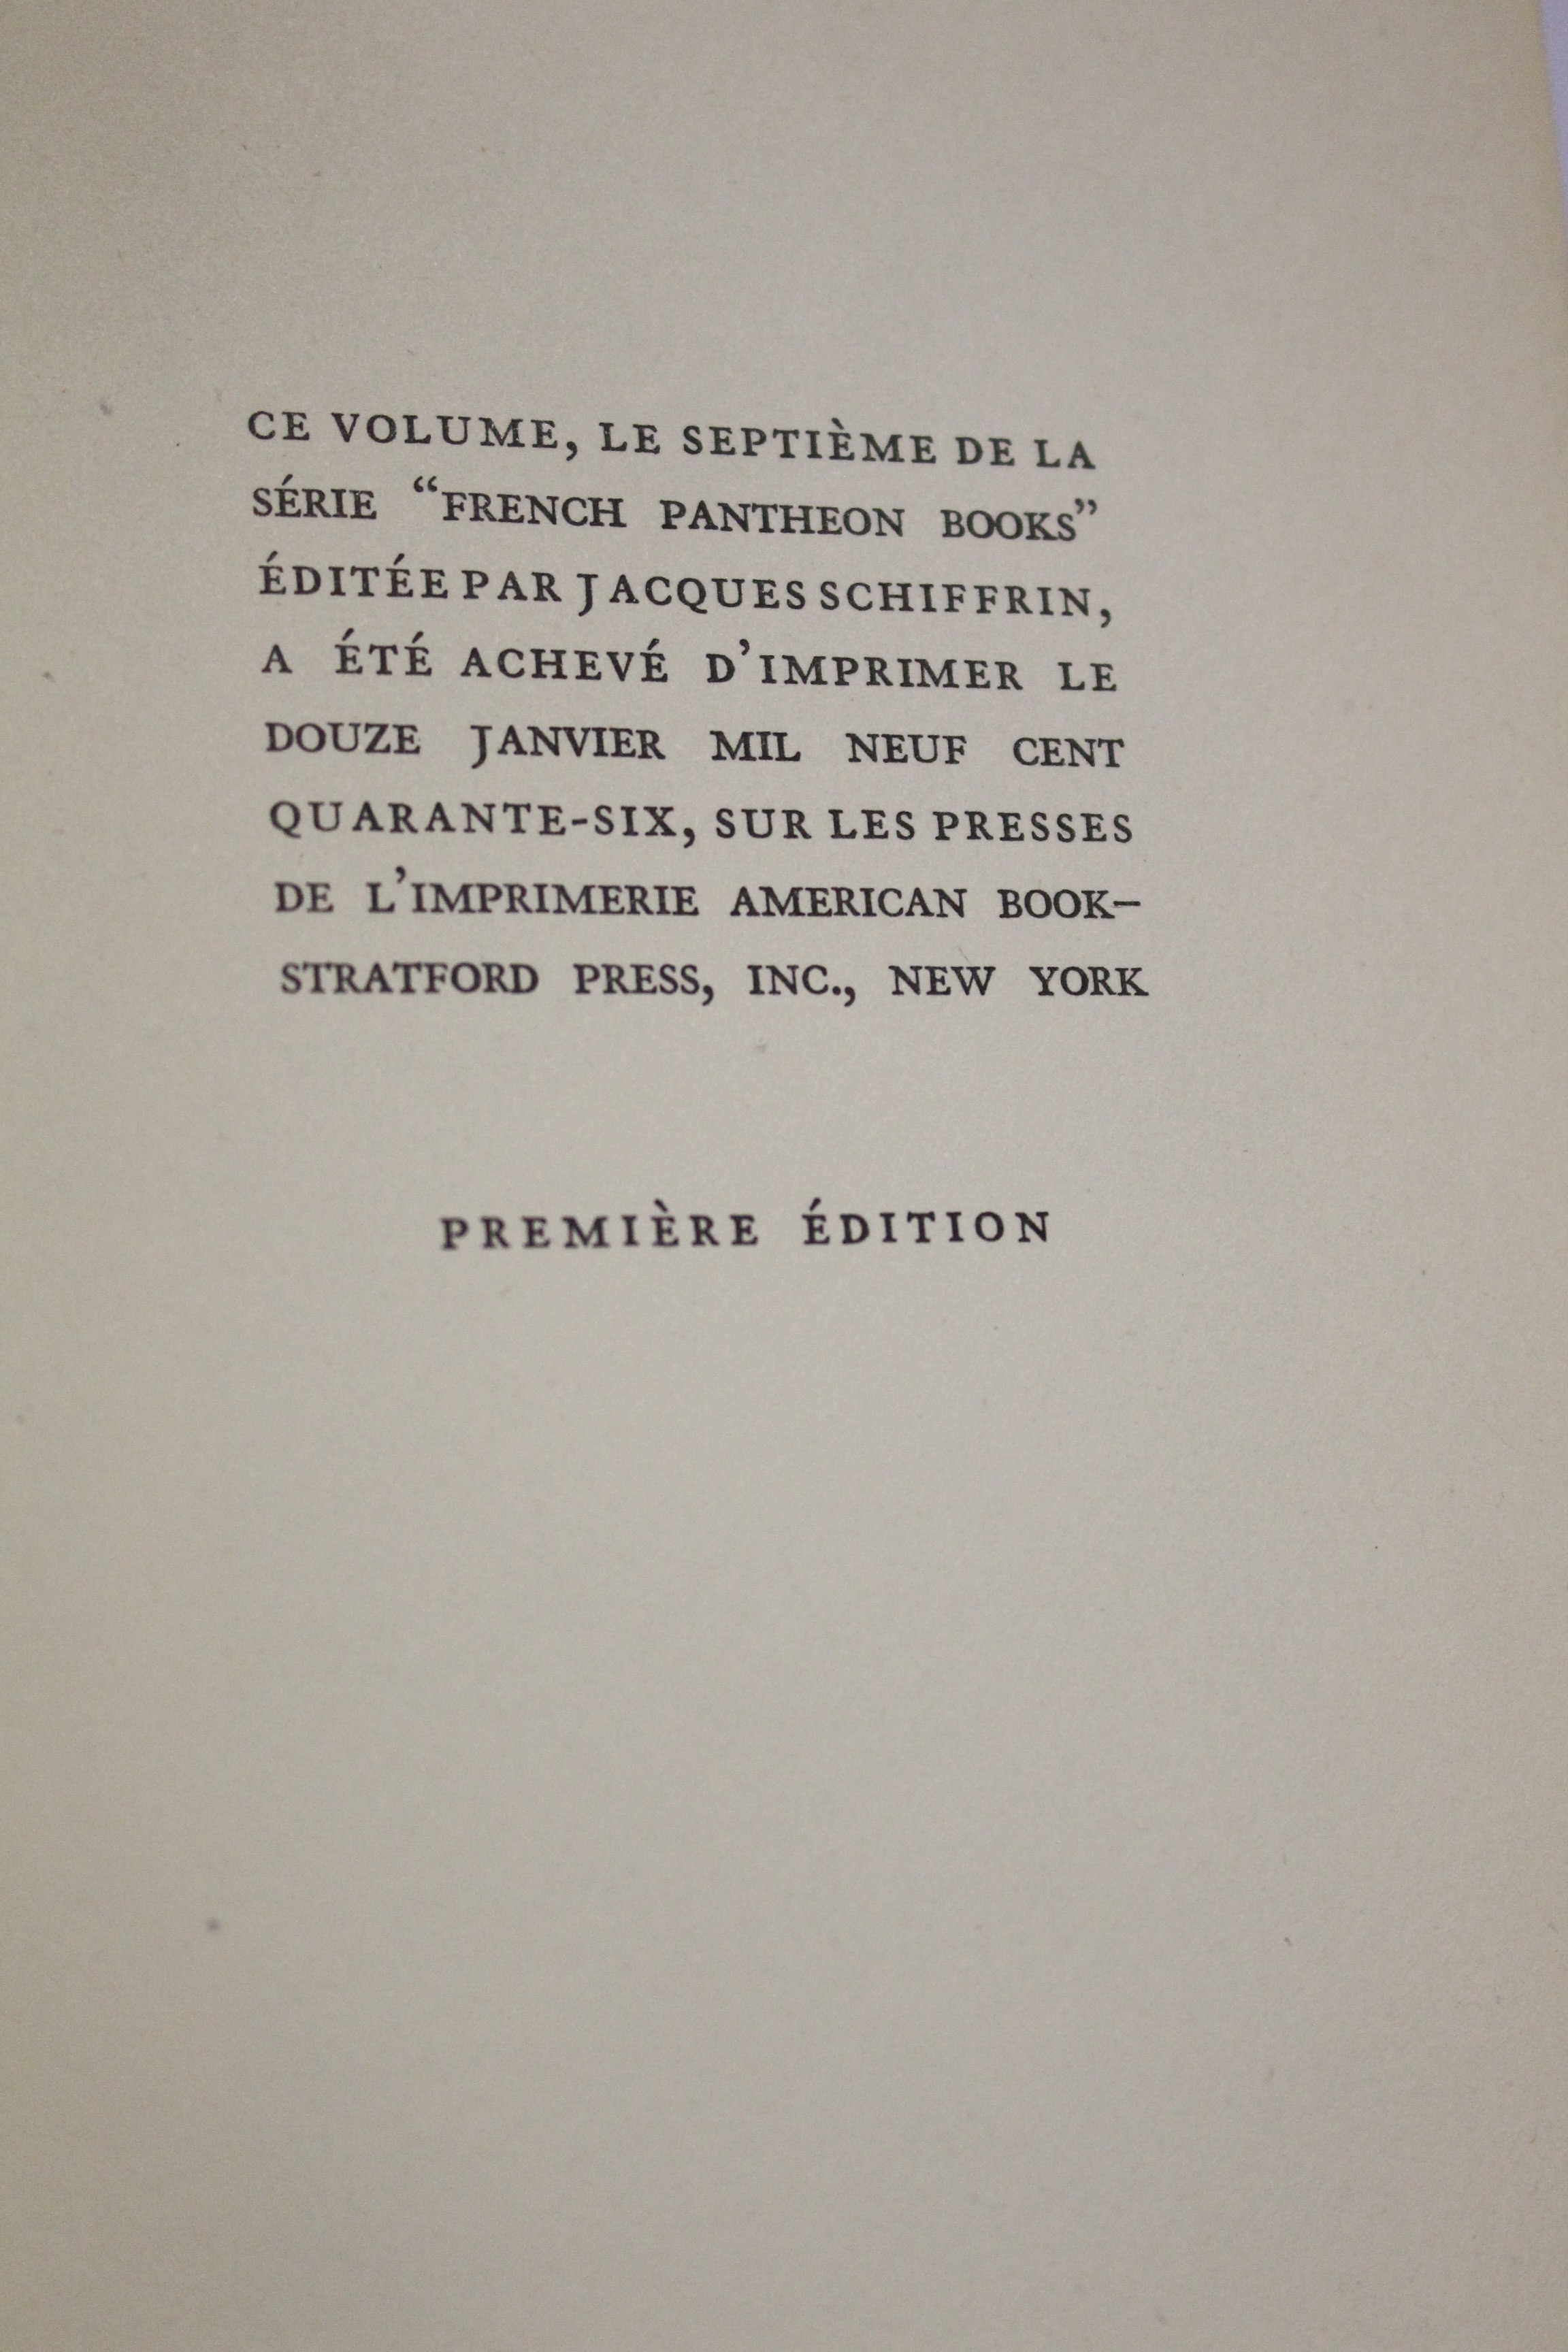 CE VOLUME, LE SEPTIÈME DE LA
SÉRIE “FRENCH PANTHEON BOOKS”
ÉDITÉE PAR JACQUES SCHIFFRIN,
A ÉTÉ ACHEVÉ D’IMPRIMER LE
DOUZE JANVIER MIL NEUF CENT
QUARANTE-SIX, SUR LES PRESSES
DE L’IMPRIMERIE AMERICAN BOOK–
STRATFORD PRESS, INC., NEW YORK
PREMIÈRE ÉDITION